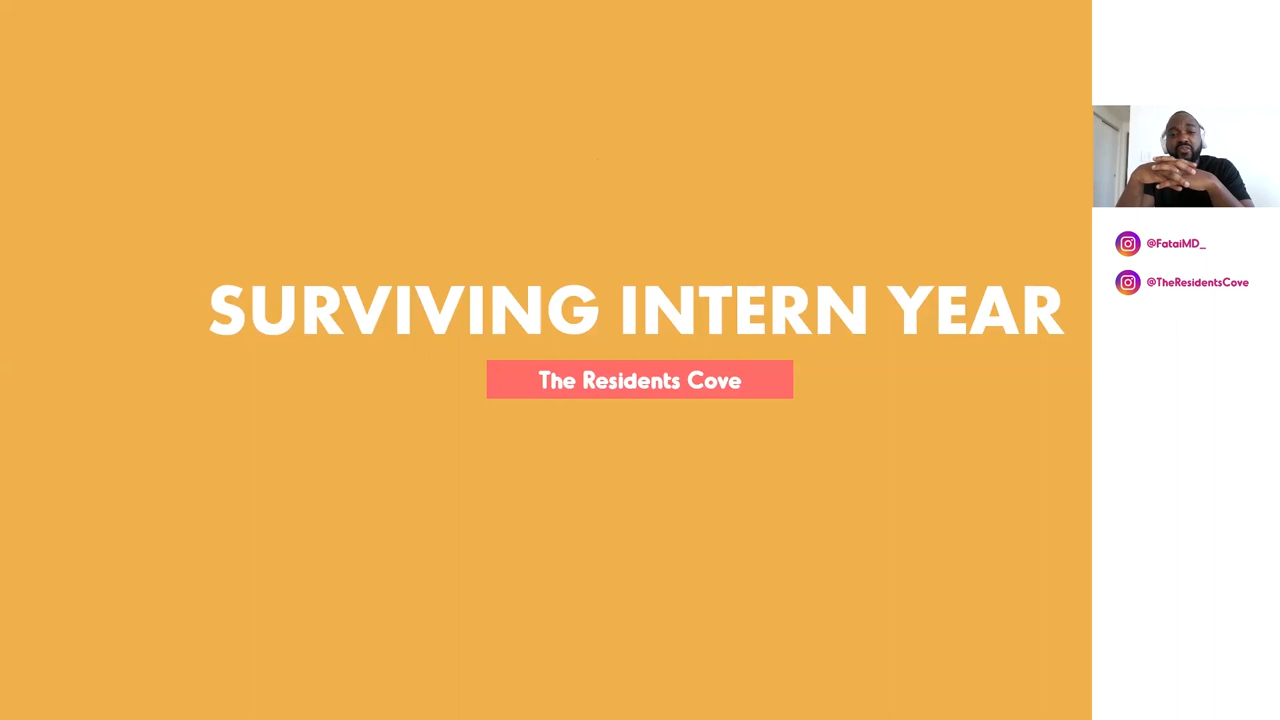 SURVIVING INTERN YEAR
The Residents Cove
@FataiMD_
@TheResidentsCove